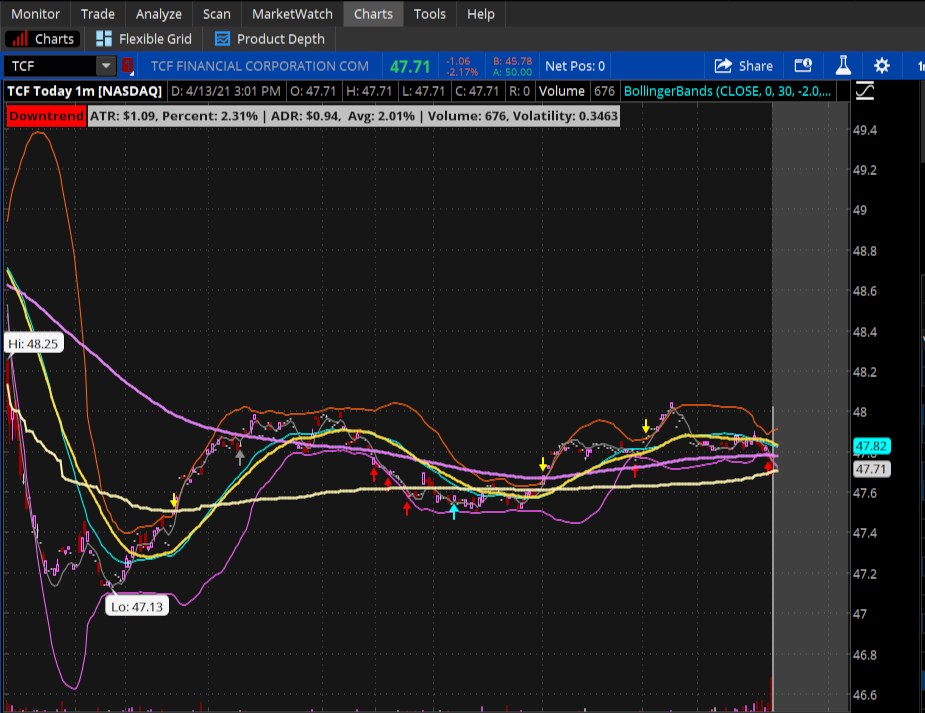 Monitor Trade Analyze Scan MarketWatch Charts Tools Help
Charts Flexible Grid Product Depth
TCF 1 TCF FINANCIAL CORPORATION COM 47.71 -1.06 -2.17% B: 45.78 A: 50.00 Net Pos: 0 Share
TCF Today 1m [NASDAQ] D: 4/13/21 3:01 PM O: 47.71 H: 47.71 L: 47.71 C: 47.71 R: 0 Volume 676 BollingerBands (CLOSE, 0, 30, -2.0,...
Downtrend ATR: $1.09, Percent: 2.31% | ADR: $0.94, Avg: 2.01% | Volume: 676, Volatility: 0.3463
49.4
49.2
49
48.8
48.6
48.4
Hi: 48.25
48.2
48
47.82
47.71
47.6
47.4
47.2
Lo: 47.13
47
46.8
46.6